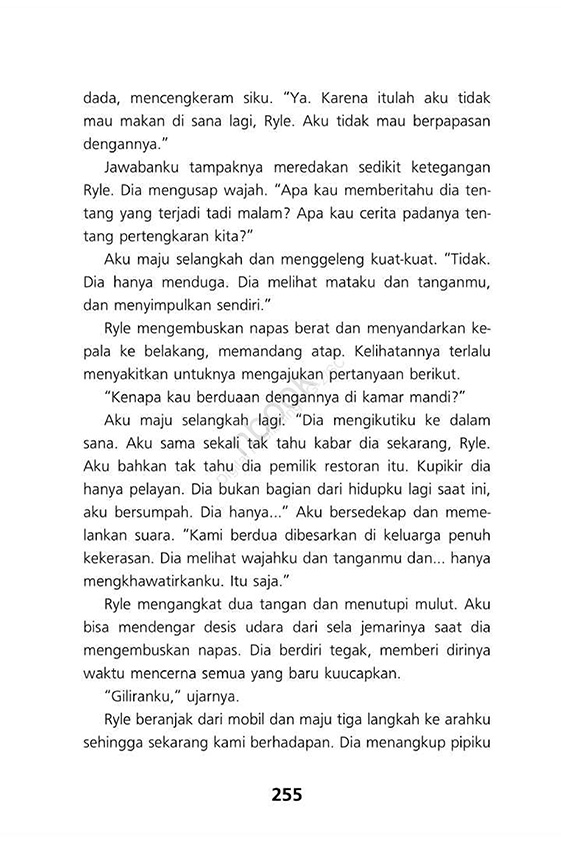 dada, mencengkeram siku. “Ya. Karena itulah aku tidak
mau makan di sana lagi, Ryle. Aku tidak mau berpapasan
dengannya.”
Jawabanku tampaknya meredakan sedikit ketegangan
Ryle. Dia mengusap wajah. “Apa kau memberitahu dia ten-
tang yang terjadi tadi malam? Apa kau cerita padanya ten-
tang pertengkaran kita?”
Aku maju selangkah dan menggeleng kuat-kuat. “Tidak.
Dia hanya menduga. Dia melihat mataku dan tanganmu,
dan menyimpulkan sendiri.”
Ryle mengembuskan napas berat dan menyandarkan ke-
pala ke belakang, memandang atap. Kelihatannya terlalu
menyakitkan untuknya mengajukan pertanyaan berikut.
“Kenapa kau berduaan dengannya di kamar mandi?”
Aku maju selangkah lagi. “Dia mengikutiku ke dalam
sana. Aku sama sekali tak tahu kabar dia sekarang, Ryle.
Aku bahkan tak tahu dia pemilik restoran itu. Kupikir dia
hanya pelayan. Dia bukan bagian dari hidupku lagi saat ini,
aku bersumpah. Dia hanya...” Aku bersedekap dan meme-
lankan suara. “Kami berdua dibesarkan di keluarga penuh
kekerasan. Dia melihat wajahku dan tanganmu dan... hanya
mengkhawatirkanku. Itu saja.”
Ryle mengangkat dua tangan dan menutupi mulut. Aku
bisa mendengar desis udara dari sela jemarinya saat dia
mengembuskan napas. Dia berdiri tegak, memberi dirinya
waktu mencerna semua yang baru kuucapkan.
“Giliranku,” ujarnya.
Ryle beranjak dari mobil dan maju tiga langkah ke arahku
sehingga sekarang kami berhadapan. Dia menangkup pipiku
255